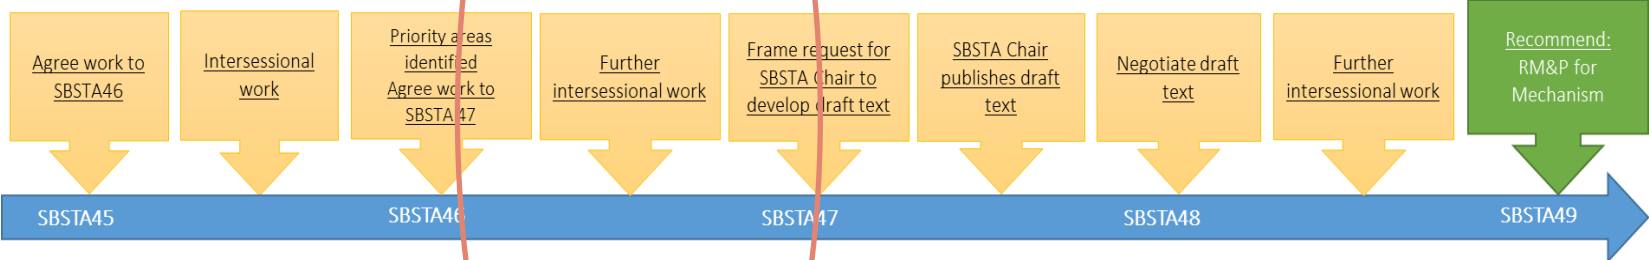 Agree work to
SBSTA46
Intersessional
work
Priority areas
identified
Agree work to
SBSTA47
Further
intersessional work
Frame request for
SBSTA Chair to
develop draft text
SBSTA Chair
publishes draft
text
Negotiate draft
text
Further
intersessional work
Recommend:
RM&P for
Mechanism
SBSTA45
SBSTA46
SBSTA47
SBSTA48
SBSTA49